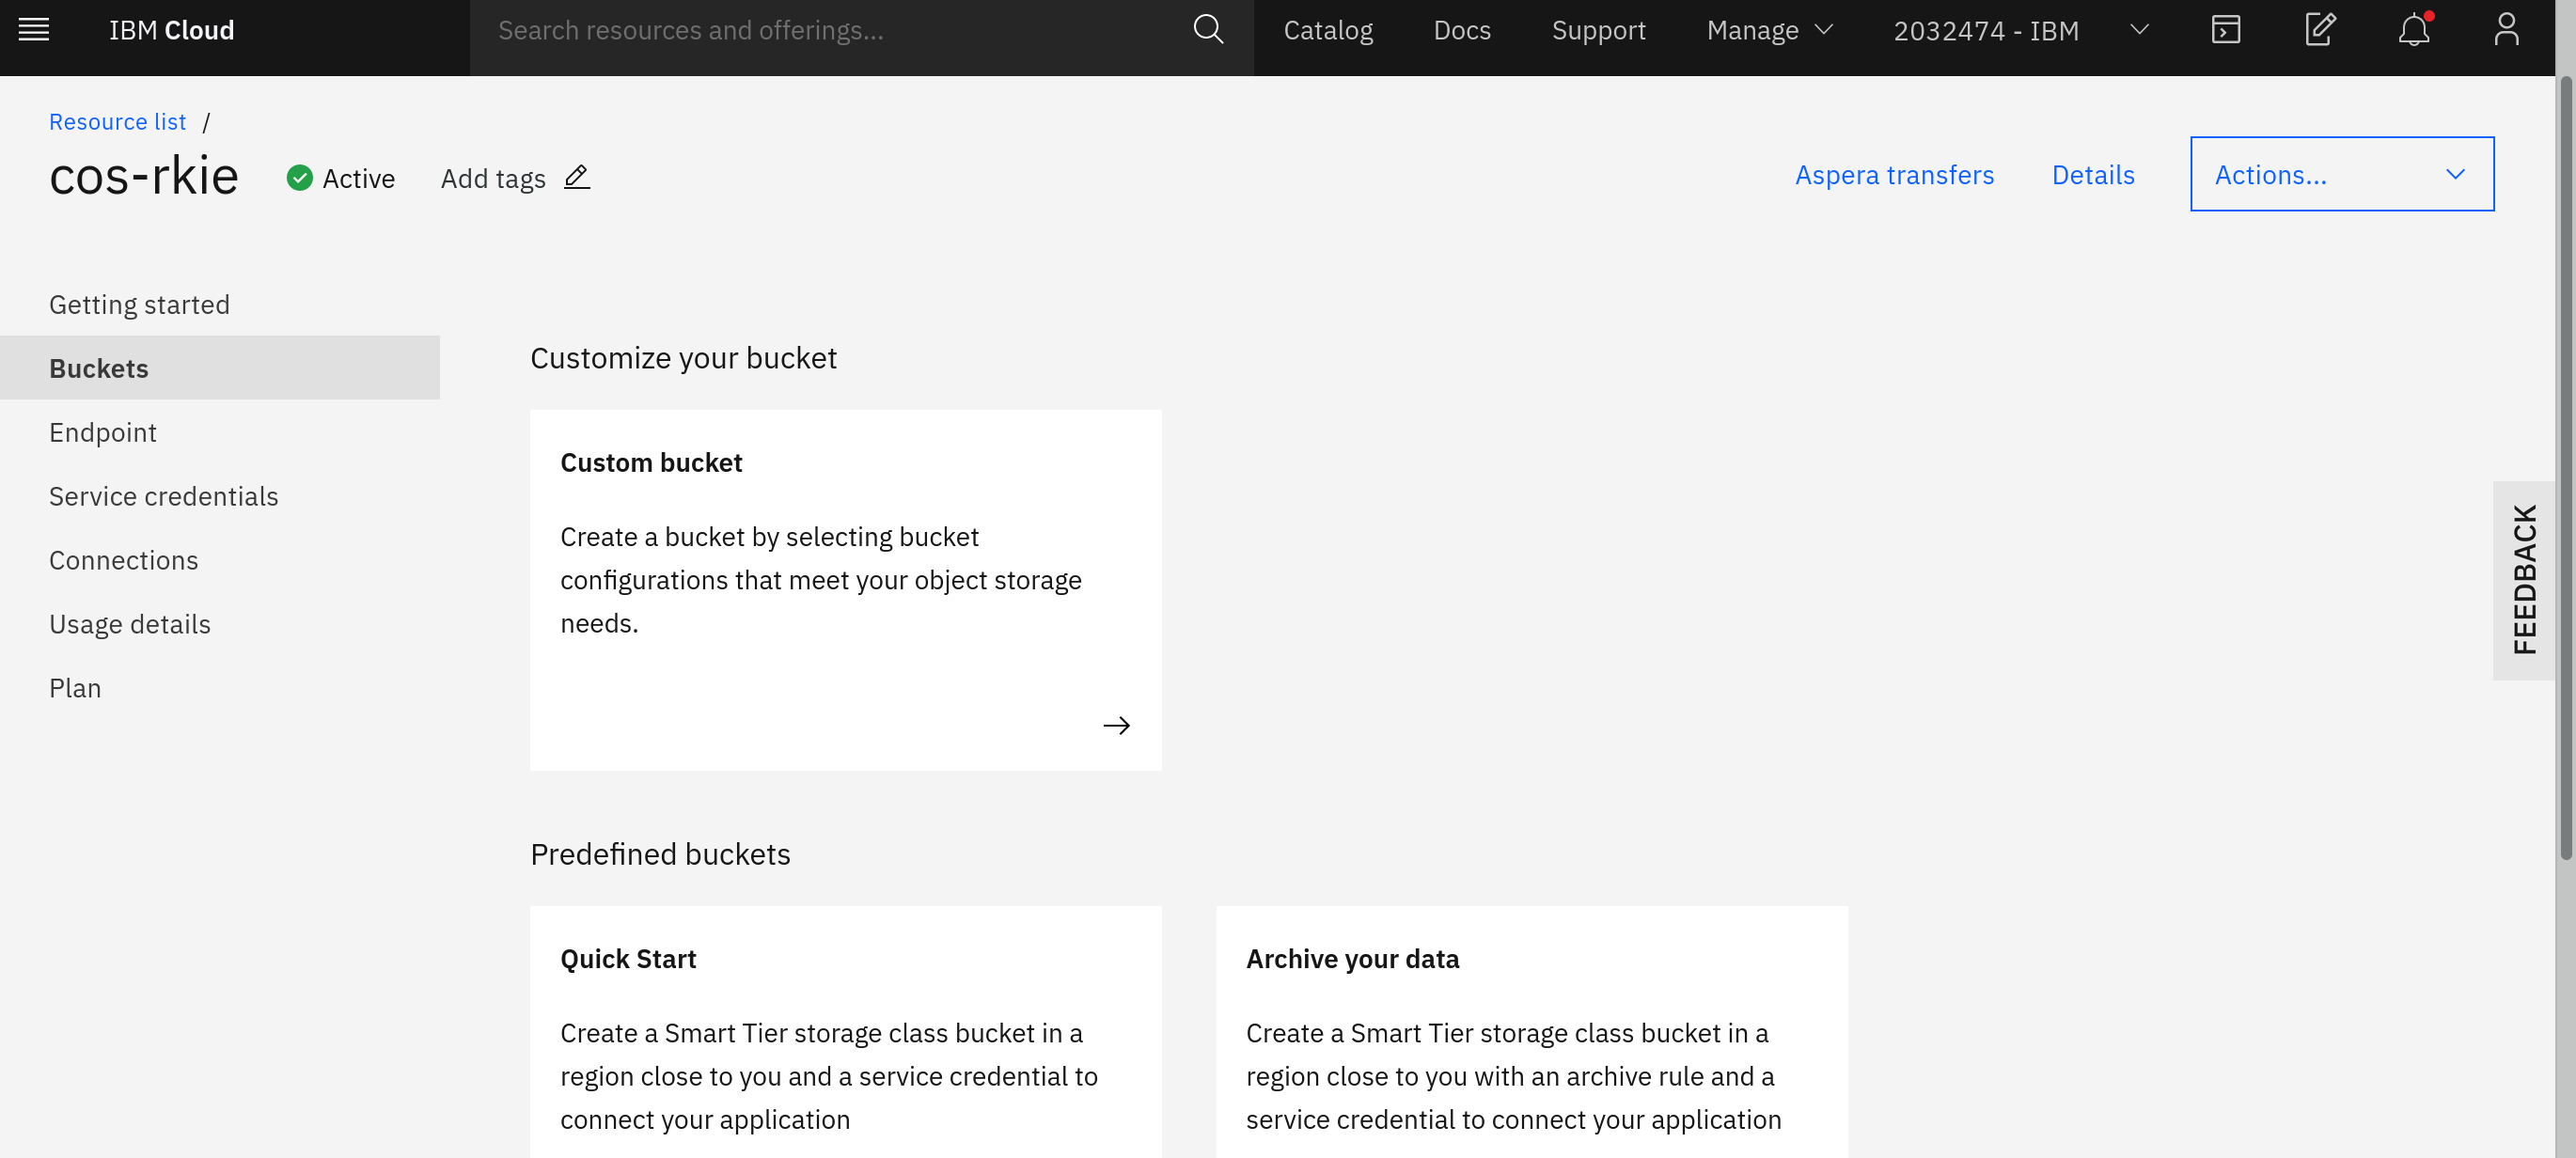 IBM Cloud
Search resources and offerings...
Catalog
Docs
Support
Manage
2032474 - IBM
Resource list /
cos-rkie
Active
Add tags
Aspera transfers
Details
Actions...
Getting started
Buckets
Endpoint
Service credentials
Connections
Usage details
Plan
Customize your bucket
Custom bucket
Create a bucket by selecting bucket
configurations that meet your object storage
needs.
FEEDBACK
Predefined buckets
Quick Start
Create a Smart Tier storage class bucket in a
region close to you and a service credential to
connect your application
Archive your data
Create a Smart Tier storage class bucket in a
region close to you with an archive rule and a
service credential to connect your application